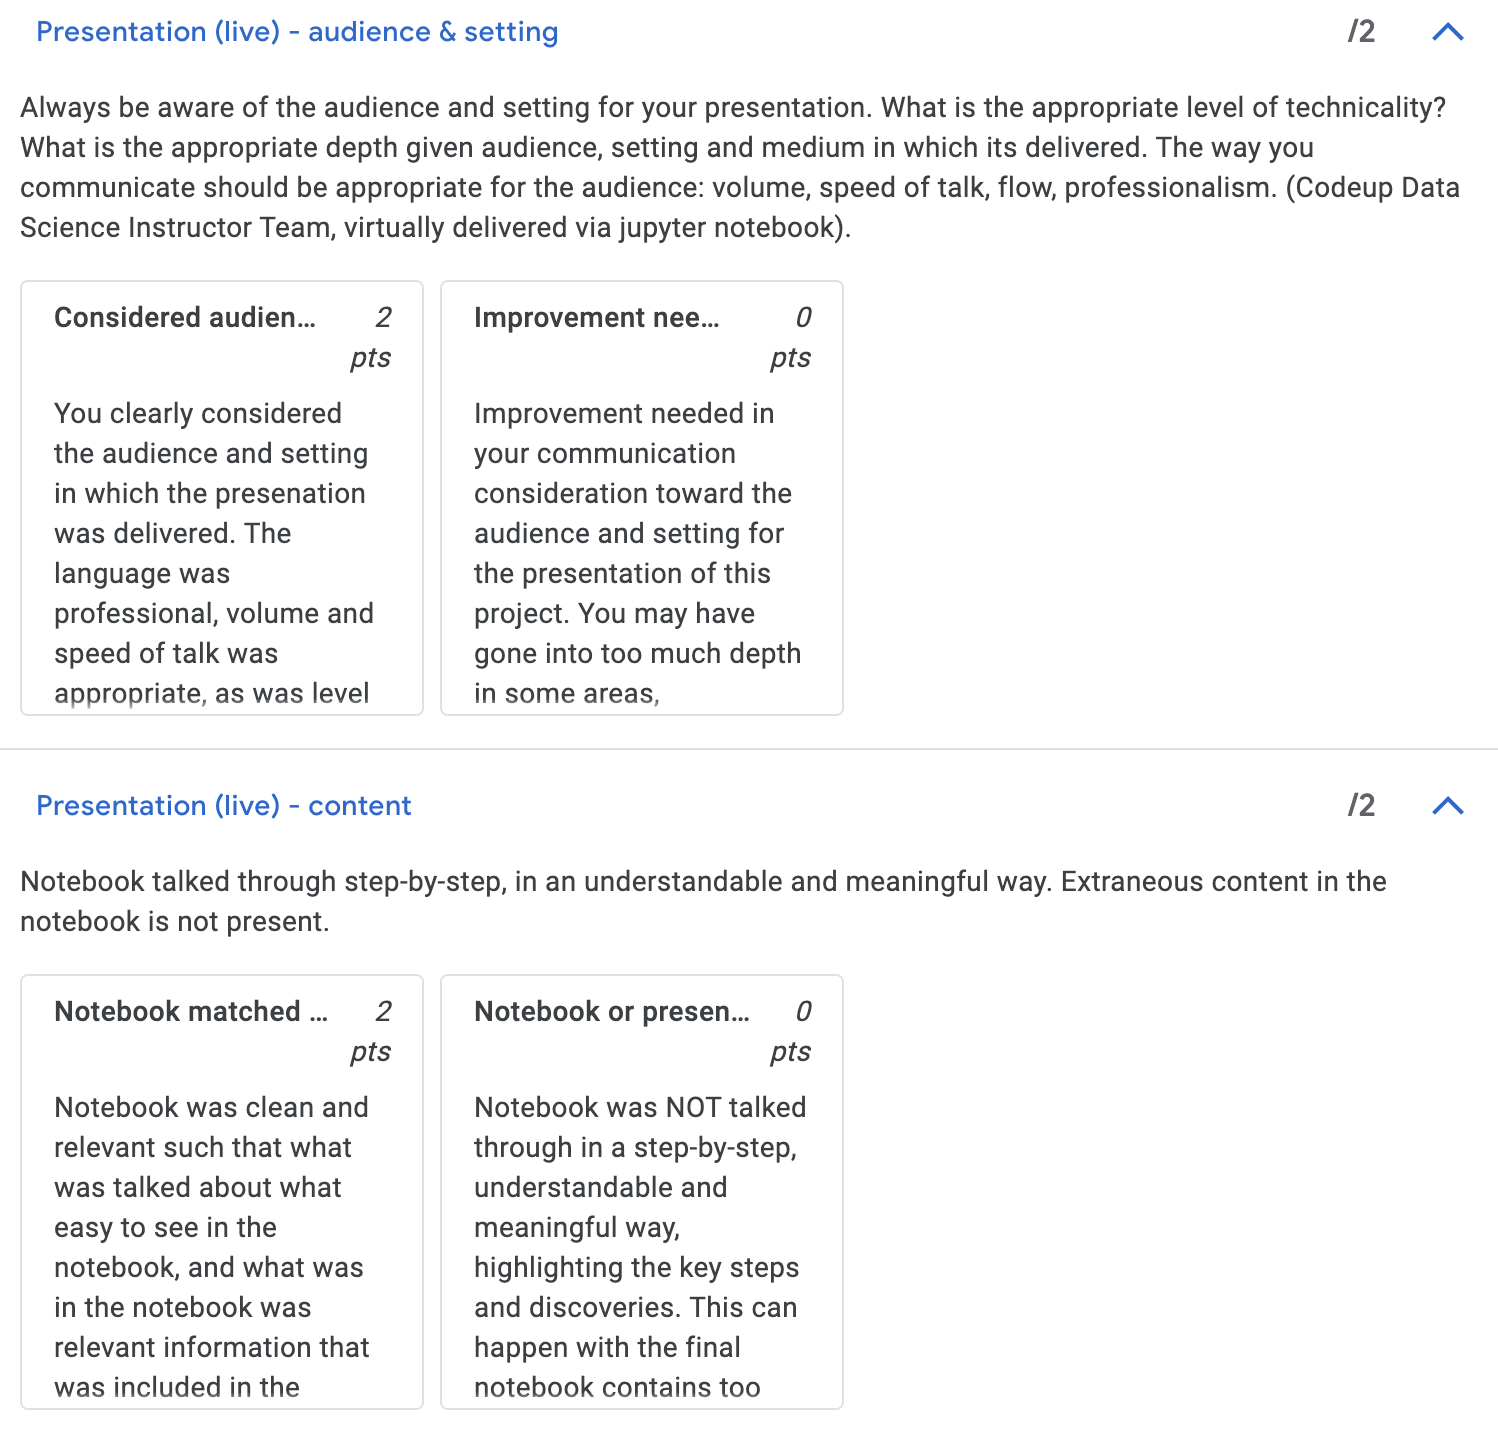 Presentation (live) - audience & setting
/2
Always be aware of the audience and setting for your presentation. What is the appropriate level of technicality?
What is the appropriate depth given audience, setting and medium in which its delivered. The way you
communicate should be appropriate for the audience: volume, speed of talk, flow, professionalism. (Codeup Data
Science Instructor Team, virtually delivered via jupyter notebook).
Considered audien... 2
pts
You clearly considered
the audience and setting
in which the presenation
was delivered. The
language was
professional, volume and
speed of talk was
appropriate, as was level
Improvement nee... 0
pts
Improvement needed in
your communication
consideration toward the
audience and setting for
the presentation of this
project. You may have
gone into too much depth
in some areas,
Presentation (live) - content
/2
Notebook talked through step-by-step, in an understandable and meaningful way. Extraneous content in the
notebook is not present.
Notebook matched ... 2
pts
Notebook was clean and
relevant such that what
was talked about what
easy to see in the
notebook, and what was
in the notebook was
relevant information that
was included in the
Notebook or presen... 0
pts
Notebook was NOT talked
through in a step-by-step,
understandable and
meaningful way,
highlighting the key steps
and discoveries. This can
happen with the final
notebook contains too